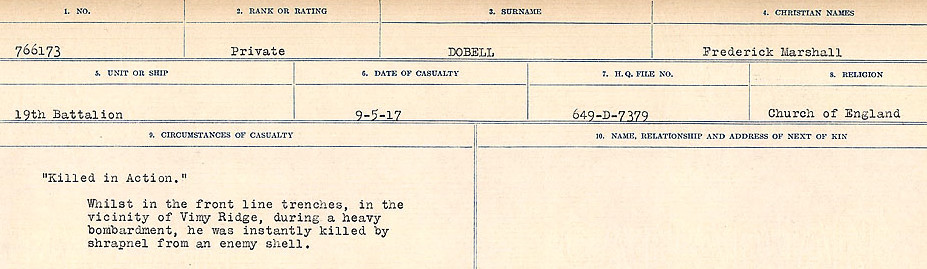 1. NO. 2. RANK OR RATING 3. SURNAME 4. CHRISTIAN NAMES
766173 Private DOBELL Frederick Marshall
5. UNIT OR SHIP 6. DATE OF CASUALTY 7. H. Q. FILE NO. 8. RELIGION
19th Battalion 9-5-17 649-D-7379 Church of England
9. CIRCUMSTANCES OF CASUALTY 10. NAME, RELATIONSHIP AND ADDRESS OF NEXT OF KIN
"Killed in Action."
Whilst in the front line trenches, in the
vicinity of Vimy Ridge, during a heavy
bombardment, he was instantly killed by
shrapnel from an enemy shell.